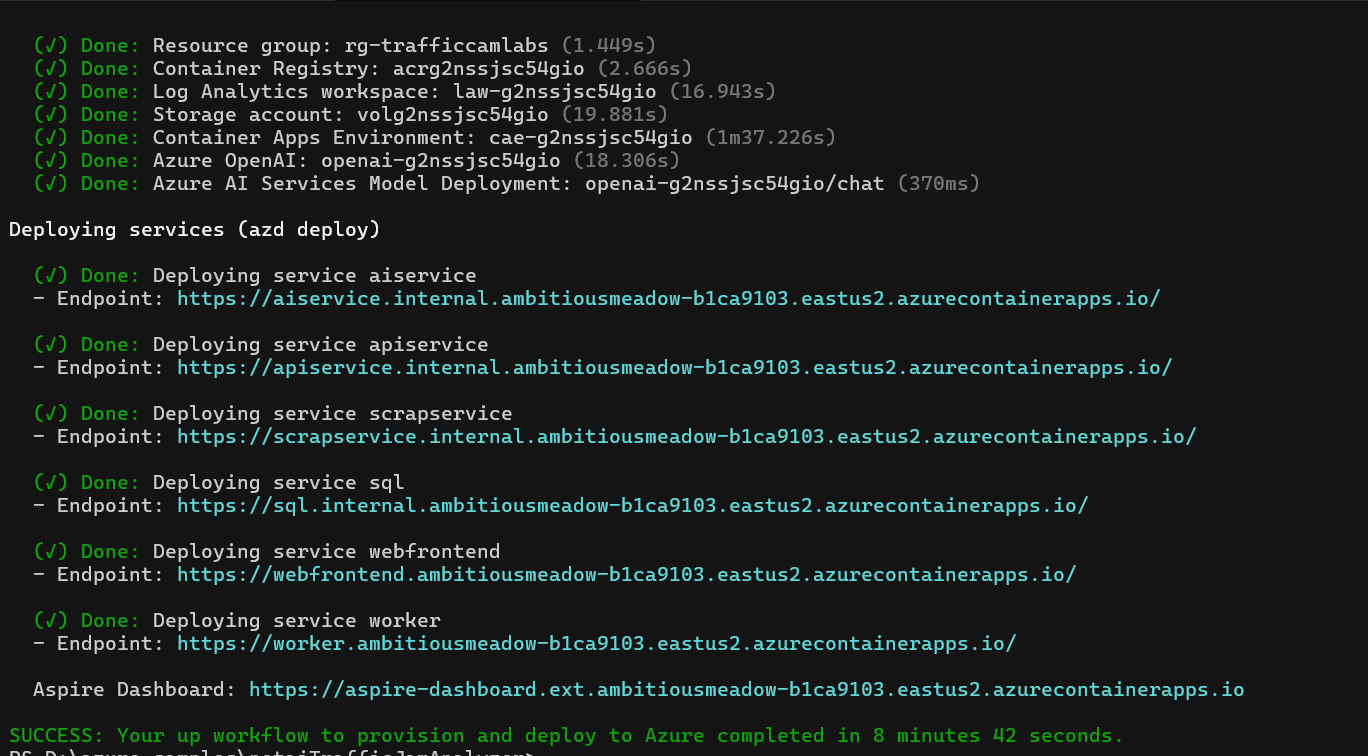 (✓) Done: Resource group: rg-trafficcamlabs (1.449s)
(✓) Done: Container Registry: acrg2nssjsc54gio (2.666s)
(✓) Done: Log Analytics workspace: law-g2nssjsc54gio (16.943s)
(✓) Done: Storage account: volg2nssjsc54gio (19.881s)
(✓) Done: Container Apps Environment: cae-g2nssjsc54gio (1m37.226s)
(✓) Done: Azure OpenAI: openai-g2nssjsc54gio (18.306s)
(✓) Done: Azure AI Services Model Deployment: openai-g2nssjsc54gio/chat (370ms)
Deploying services (azd deploy)
(✓) Done: Deploying service aiservice
- Endpoint: https://aiservice.internal.ambitiousmeadow-b1ca9103.eastus2.azurecontainerapps.io/
(✓) Done: Deploying service apiservice
- Endpoint: https://apiservice.internal.ambitiousmeadow-b1ca9103.eastus2.azurecontainerapps.io/
(✓) Done: Deploying service scrapservice
- Endpoint: https://scrapservice.internal.ambitiousmeadow-b1ca9103.eastus2.azurecontainerapps.io/
(✓) Done: Deploying service sql
- Endpoint: https://sql.internal.ambitiousmeadow-b1ca9103.eastus2.azurecontainerapps.io/
(✓) Done: Deploying service webfrontend
- Endpoint: https://webfrontend.ambitiousmeadow-b1ca9103.eastus2.azurecontainerapps.io/
(✓) Done: Deploying service worker
- Endpoint: https://worker.ambitiousmeadow-b1ca9103.eastus2.azurecontainerapps.io/
Aspire Dashboard: https://aspire-dashboard.ext.ambitiousmeadow-b1ca9103.eastus2.azurecontainerapps.io
SUCCESS: Your up workflow to provision and deploy to Azure completed in 8 minutes 42 seconds.